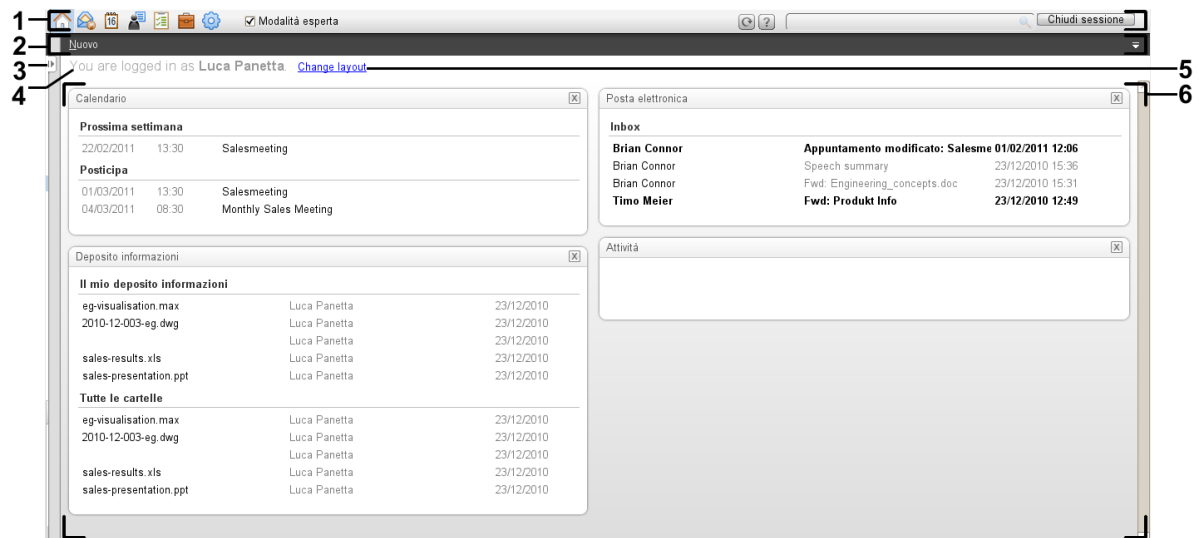 1
16
Modalità esperta
?
Chiudi sessione
2
Nuovo
3
You are logged in as Luca Panetta. Change layout
5
4
6
Calendario X
Prossima settimana
22/02/2011 13:30 Salesmeeting
Posticipa
01/03/2011 13:30 Salesmeeting
04/03/2011 08:30 Monthly Sales Meeting
Posta elettronica X
Inbox
Brian Connor Appuntamento modificato: Salesme 01/02/2011 12:06
Brian Connor Speech summary 23/12/2010 15:36
Brian Connor Fwd: Engineering_concepts.doc 23/12/2010 15:31
Timo Meier Fwd: Produkt Info 23/12/2010 12:49
Deposito informazioni X
Il mio deposito informazioni
eg-visualisation.max Luca Panetta 23/12/2010
2010-12-003-eg.dwg Luca Panetta 23/12/2010
Luca Panetta 23/12/2010
sales-results.xls Luca Panetta 23/12/2010
sales-presentation.ppt Luca Panetta 23/12/2010
Tutte le cartelle
eg-visualisation.max Luca Panetta 23/12/2010
2010-12-003-eg.dwg Luca Panetta 23/12/2010
Luca Panetta 23/12/2010
sales-results.xls Luca Panetta 23/12/2010
sales-presentation.ppt Luca Panetta 23/12/2010
Attività X